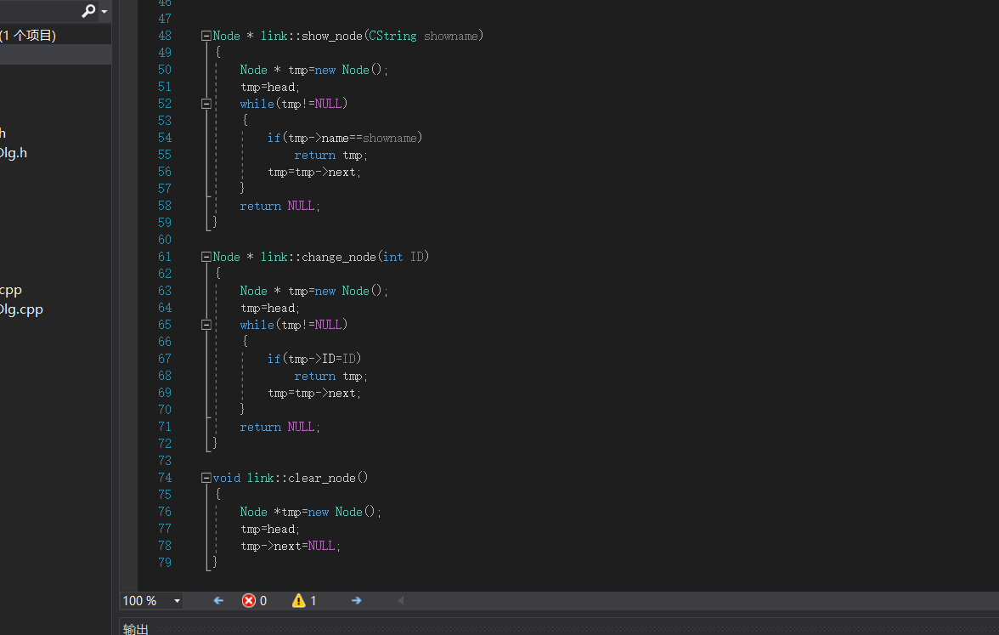 46
47
(1 个项目)
48 Node * link::show_node(CString showname)
49 {
50 Node * tmp=new Node();
51 tmp=head;
52 while(tmp!=NULL)
53 {
h
54 if(tmp->name==showname)
Dlg.h
55 return tmp;
56 tmp=tmp->next;
57 }
58 return NULL;
59 }
60
61 Node * link::change_node(int ID)
62 {
63 Node * tmp=new Node();
cpp
64 tmp=head;
Dlg.cpp
65 while(tmp!=NULL)
66 {
67 if(tmp->ID=ID)
68 return tmp;
69 tmp=tmp->next;
70 }
71 return NULL;
72 }
73
74 void link::clear_node()
75 {
76 Node *tmp=new Node();
77 tmp=head;
78 tmp->next=NULL;
79 }
100 % 0 1
输出